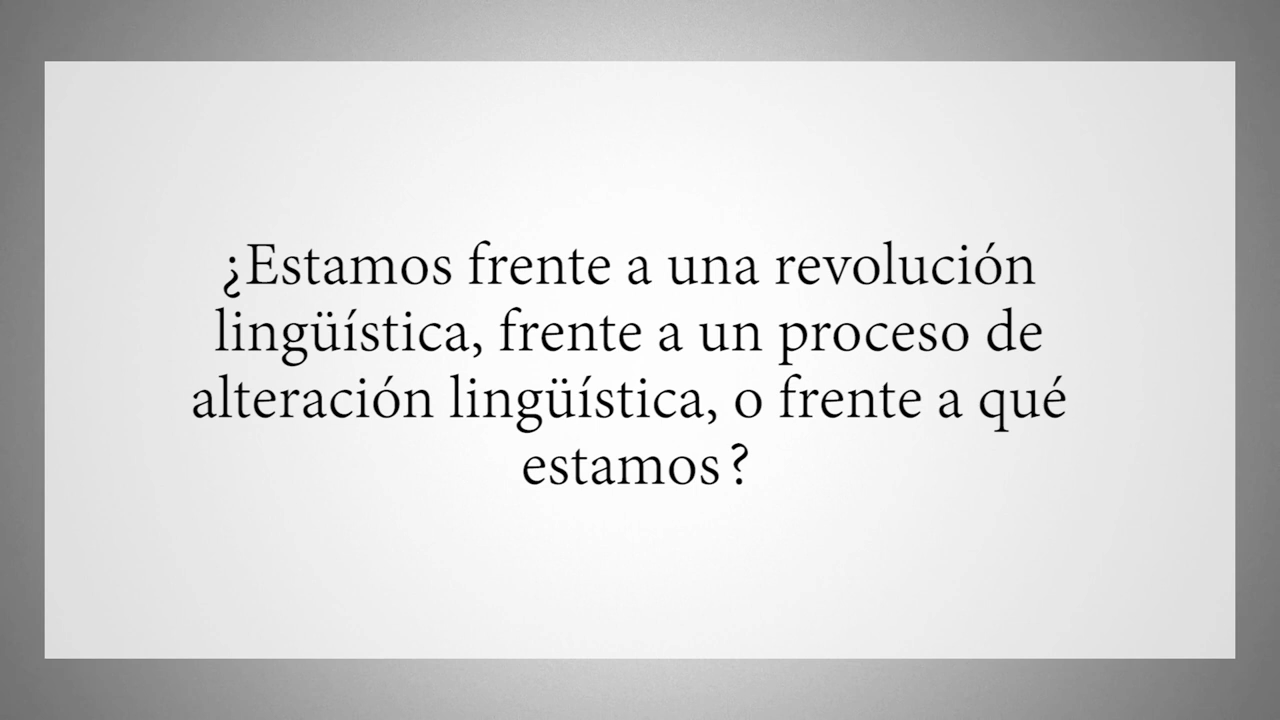 ¿Estamos frente a una revolución
lingüística, frente a un proceso de
alteración lingüística, o frente a qué
estamos?